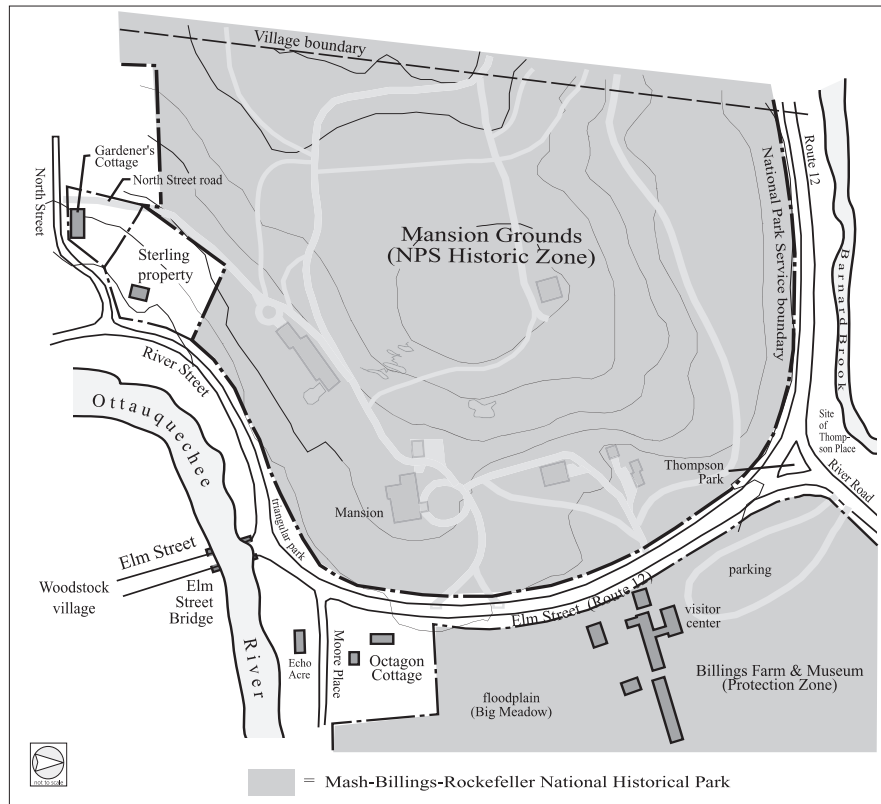 Village boundary
Gardener's
Cottage
North Street road
North Street
Route 12
Mansion Grounds
(NPS Historic Zone)
National Park Service boundary
Barnard Brook
Sterling
property
River Street
Ottauquechee
Site
of
Thomp-
son Place
Thompson
Park
River Road
Mansion
triangular park
Elm Street
Woodstock
village
Elm
Street
Bridge
River
parking
Elm Street (Route 12)
visitor
center
Echo
Acre
Moore Place
Octagon
Cottage
Billings Farm & Museum
(Protection Zone)
floodplain
(Big Meadow)
not to scale
= Mash-Billings-Rockefeller National Historical Park